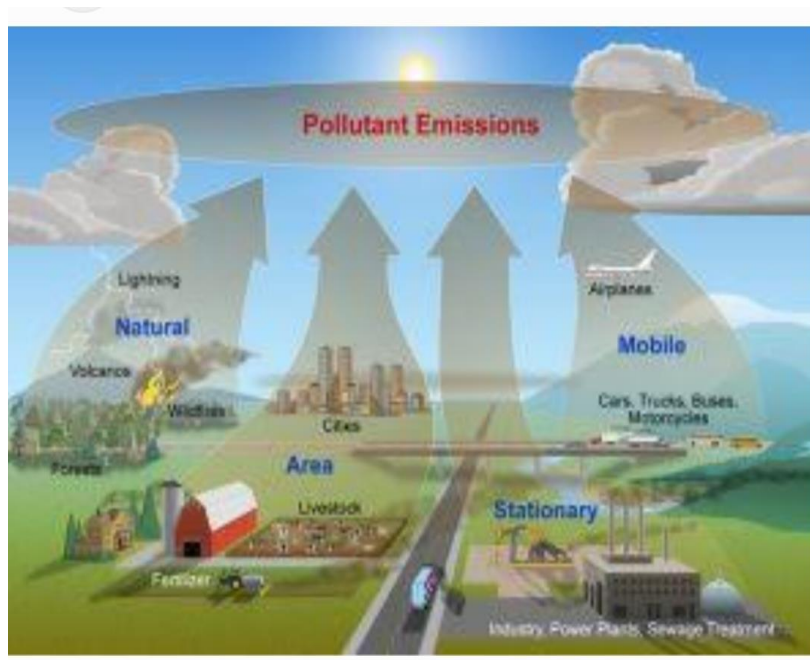 Pollutant Emissions
Lightning
Natural
Volcanos
Wildfires
Forests
Cities
Area
Livestock
Fertilizer
Airplanes
Mobile
Cars, Trucks, Buses,
Motorcycles
Stationary
Industry, Power Plants, Sewage Treatment